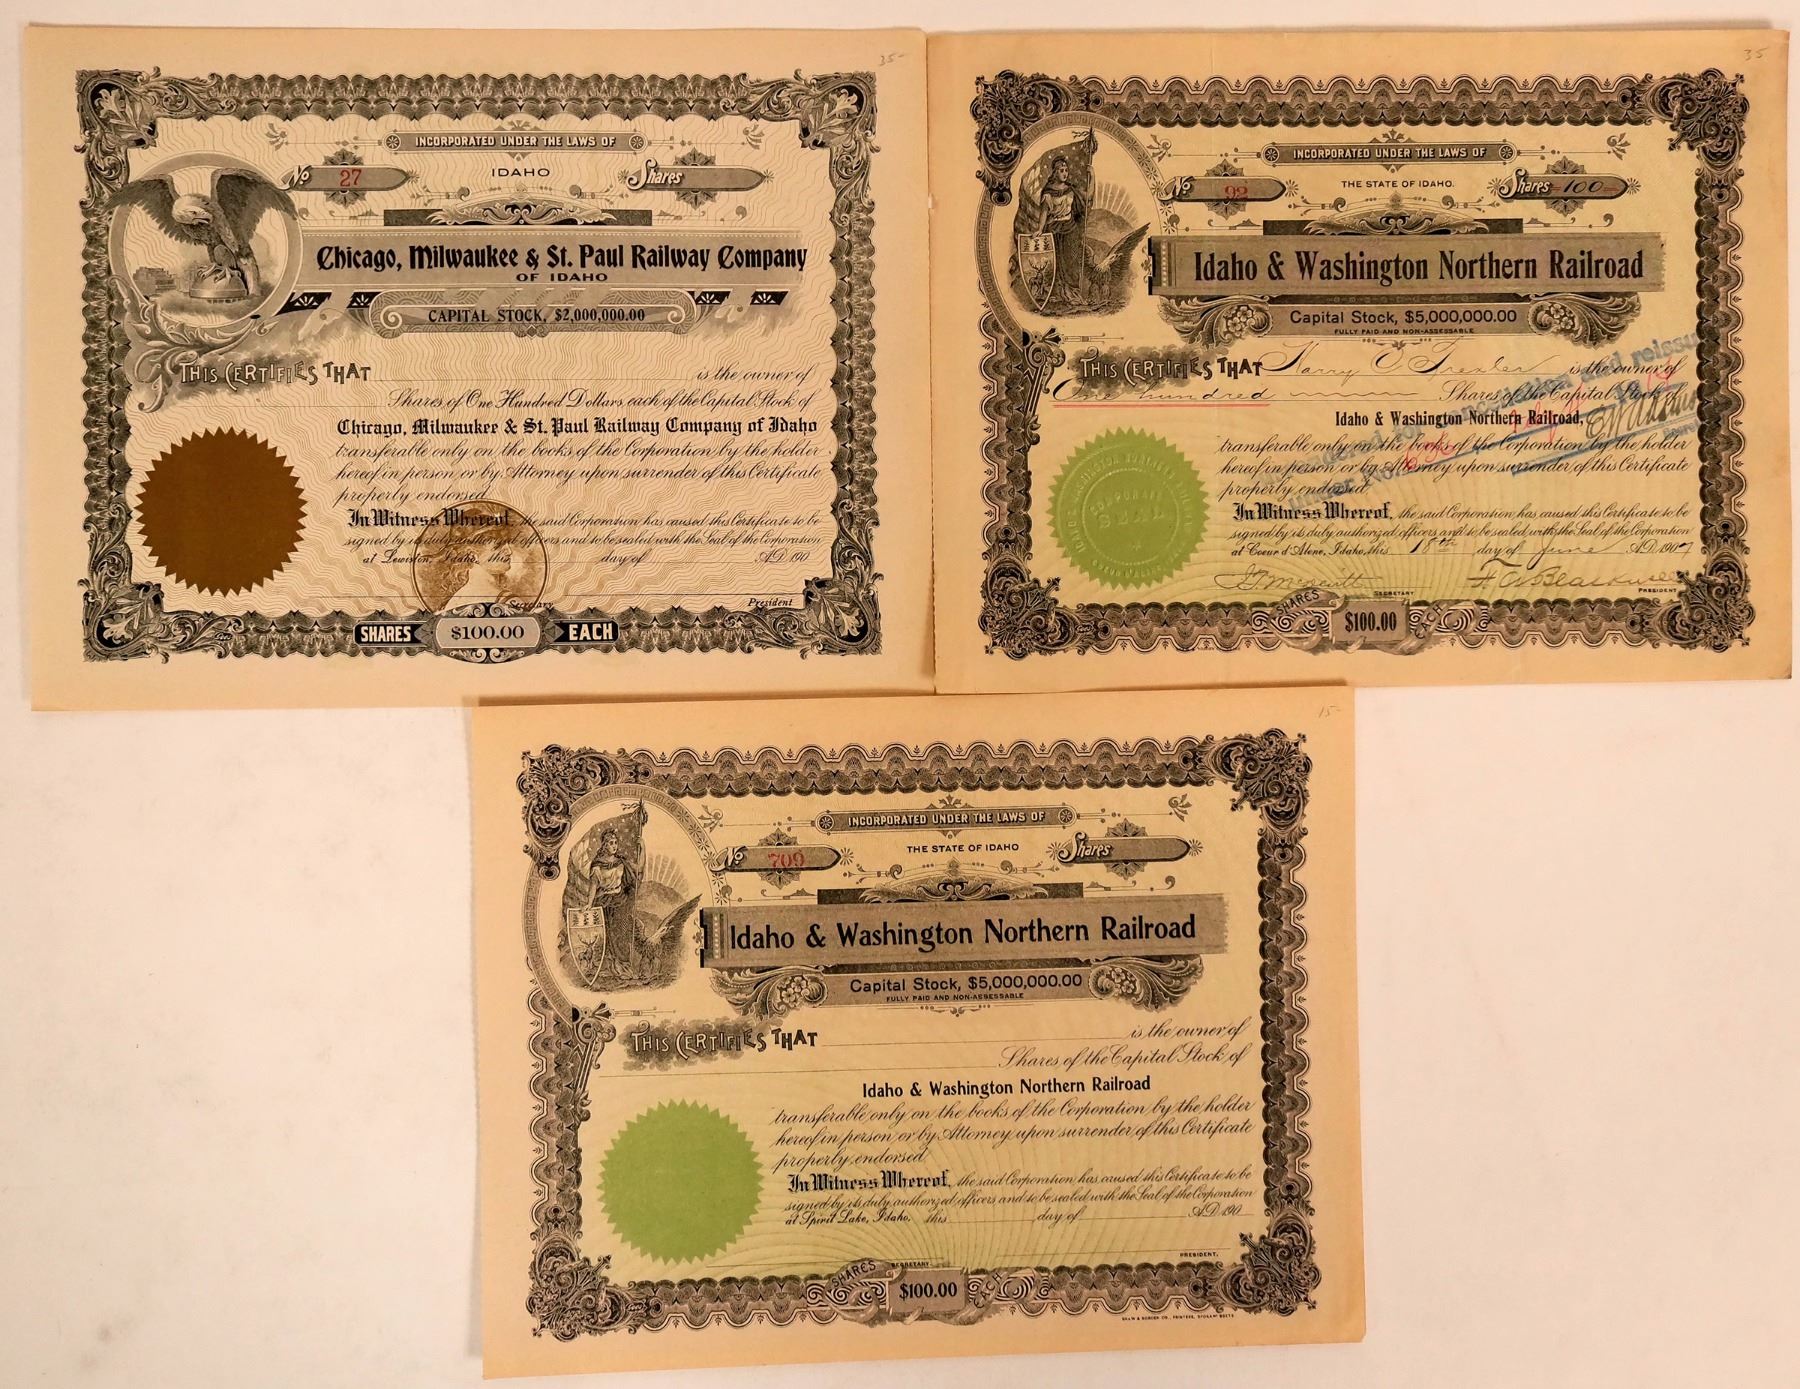 35-
INCORPORATED UNDER THE LAWS OF
No 27
IDAHO
Shares
Chicago, Milwaukee & St. Paul Railway Company
OF IDAHO
CAPITAL STOCK, $2,000,000.00
THIS CERTIFIES THAT is the owner of
Shares of One Hundred Dollars each of the Capital Stock of
Chicago, Milwaukee & St. Paul Railway Company of Idaho
transferable only on the books of the Corporation by the holder
hereof in person or by Attorney upon surrender of this Certificate
properly endorsed.
In Witness Whereof, the said Corporation has caused this Certificate to be
signed by its duly authorized officers and to be sealed with the Seal of the Corporation
at Lewiston, Idaho, this day of A.D. 190
Secretary President
SHARES $100.00 EACH
35
INCORPORATED UNDER THE LAWS OF
No 92
THE STATE OF IDAHO.
Shares 100
Idaho & Washington Northern Railroad
Capital Stock, $5,000,000.00
FULLY PAID AND NON-ASSESSABLE
THIS CERTIFIES THAT Harry C Trexler is the owner of
One hundred Shares of the Capital Stock of
Idaho & Washington Northern Railroad,
transferable only on the books of the Corporation by the holder
hereof in person or by Attorney upon surrender of this Certificate
properly endorsed.
In Witness Whereof, the said Corporation has caused this Certificate to be
signed by its duly authorized officers and to be sealed with the Seal of the Corporation
at Coeur d'Alene, Idaho, this 18th day of June A.D. 1907
SECRETARY PRESIDENT
SHARES $100.00 EACH
and reissu
under No.
CORPORATE
SEAL
15-
INCORPORATED UNDER THE LAWS OF
No 709
THE STATE OF IDAHO
Shares
Idaho & Washington Northern Railroad
Capital Stock, $5,000,000.00
FULLY PAID AND NON-ASSESSABLE
THIS CERTIFIES THAT is the owner of
Shares of the Capital Stock of
Idaho & Washington Northern Railroad
transferable only on the books of the Corporation by the holder
hereof in person or by Attorney upon surrender of this Certificate
properly endorsed.
In Witness Whereof, the said Corporation has caused this Certificate to be
signed by its duly authorized officers and to be sealed with the Seal of the Corporation
at Spirit Lake, Idaho, this day of A.D. 190
SECRETARY. PRESIDENT.
SHARES $100.00 EACH
SHAW & BORDEN CO., PRINTERS, SPOKANE